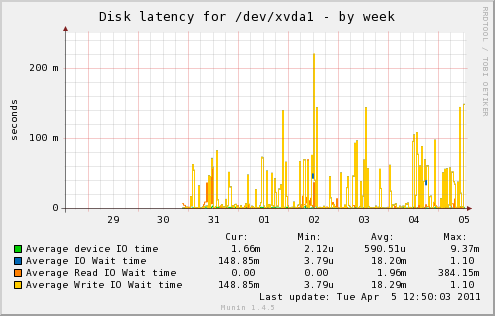 Disk latency for /dev/xvda1 - by week
RRDTOOL / TOBI OETIKER
seconds
200 m
100 m
0
29 30 31 01 02 03 04 05
Cur: Min: Avg: Max:
Average device IO time 1.66m 2.12u 590.51u 9.37m
Average IO Wait time 148.85m 3.79u 18.20m 1.10
Average Read IO Wait time 0.00 0.00 1.96m 384.15m
Average Write IO Wait time 148.85m 3.79u 18.29m 1.10
Last update: Tue Apr 5 12:50:03 2011
Munin 1.4.5